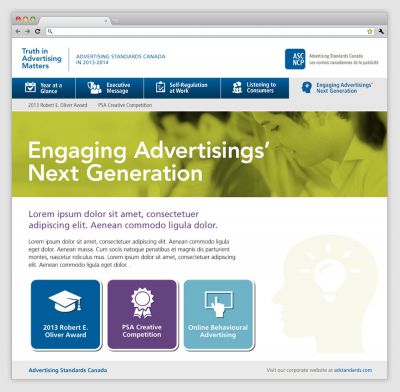 Truth in
Advertising
Matters
ADVERTISING STANDARDS CANADA
IN 2013-2014
ASC
NCP
Advertising Standards Canada
Les normes canadiennes de la publicité
Year at a
Glance
Executive
Message
Self-Regulation
at Work
Listening to
Consumers
Engaging Advertisings'
Next Generation
2013 Robert E. Oliver Award
PSA Creative Competition
Engaging Advertisings'
Next Generation
Lorem ipsum dolor sit amet, consectetuer
adipiscing elit. Aenean commodo ligula dolor.
Lorem ipsum dolor sit amet, consectetuer adipiscing elit. Aenean commodo ligula eget
dolor. Aenean massa. Cum sociis natoque penatibus et magnis dis parturient
montes, nascetur ridiculus mus. Lorem ipsum dolor sit amet, consectetuer adipiscing
elit. Aenean commodo ligula eget dolor. .
2013 Robert E.
Oliver Award
PSA Creative
Competition
Online Behavioural
Advertising
Advertising Standards Canada
Visit our corporate website at adstandards.com